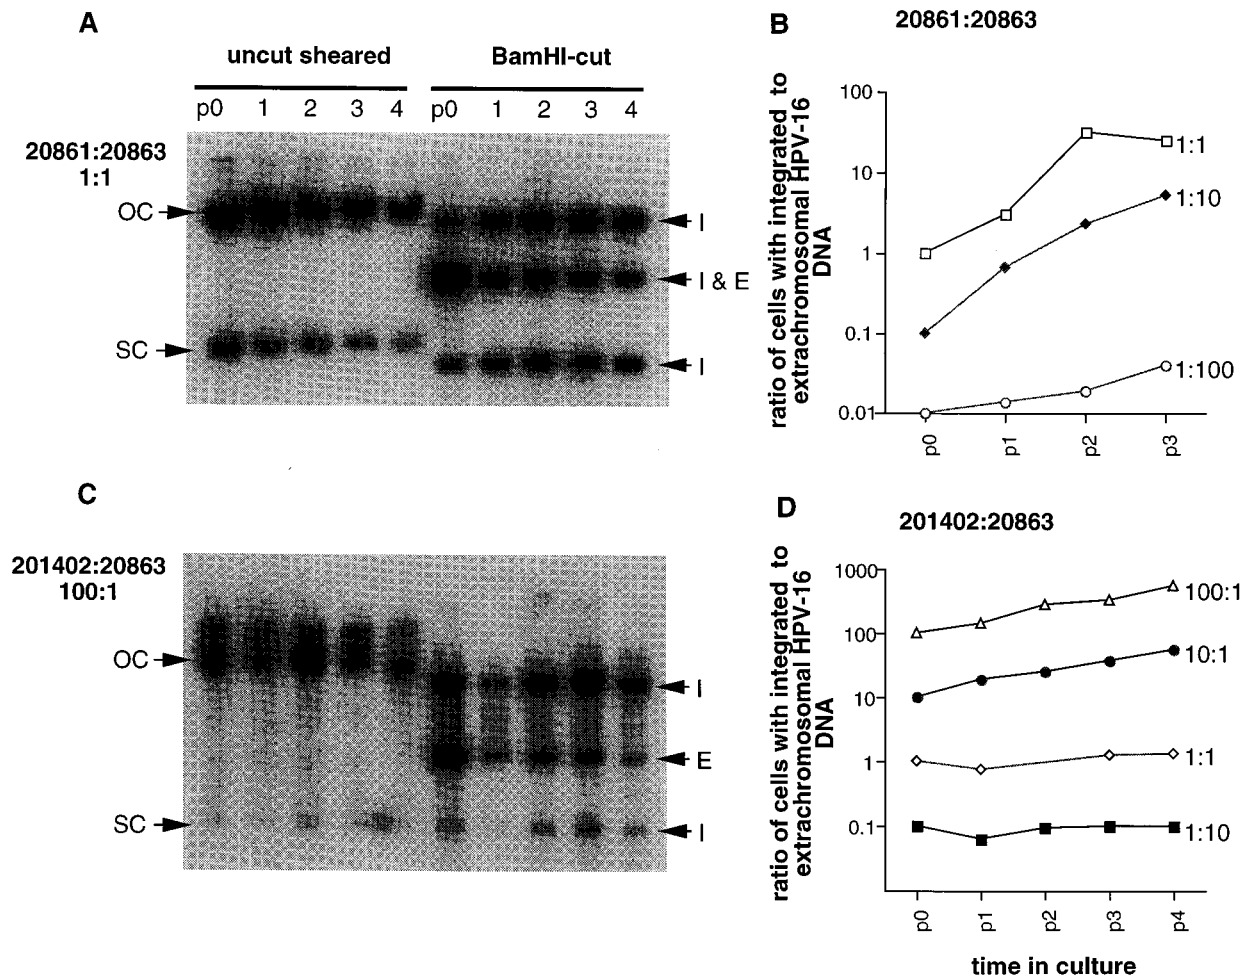 A
uncut sheared BamHI-cut
p0 1 2 3 4 p0 1 2 3 4
20861:20863
1:1
OC
SC
I
I & E
I
B
20861:20863
ratio of cells with integrated to
extrachromosomal HPV-16
DNA
100
10
1
0.1
0.01
1:1
1:10
1:100
p0 p1 p2 p3
C
201402:20863
100:1
OC
SC
I
E
I
D
201402:20863
ratio of cells with integrated to
extrachromosomal HPV-16
DNA
1000
100
10
1
0.1
100:1
10:1
1:1
1:10
p0 p1 p2 p3 p4
time in culture